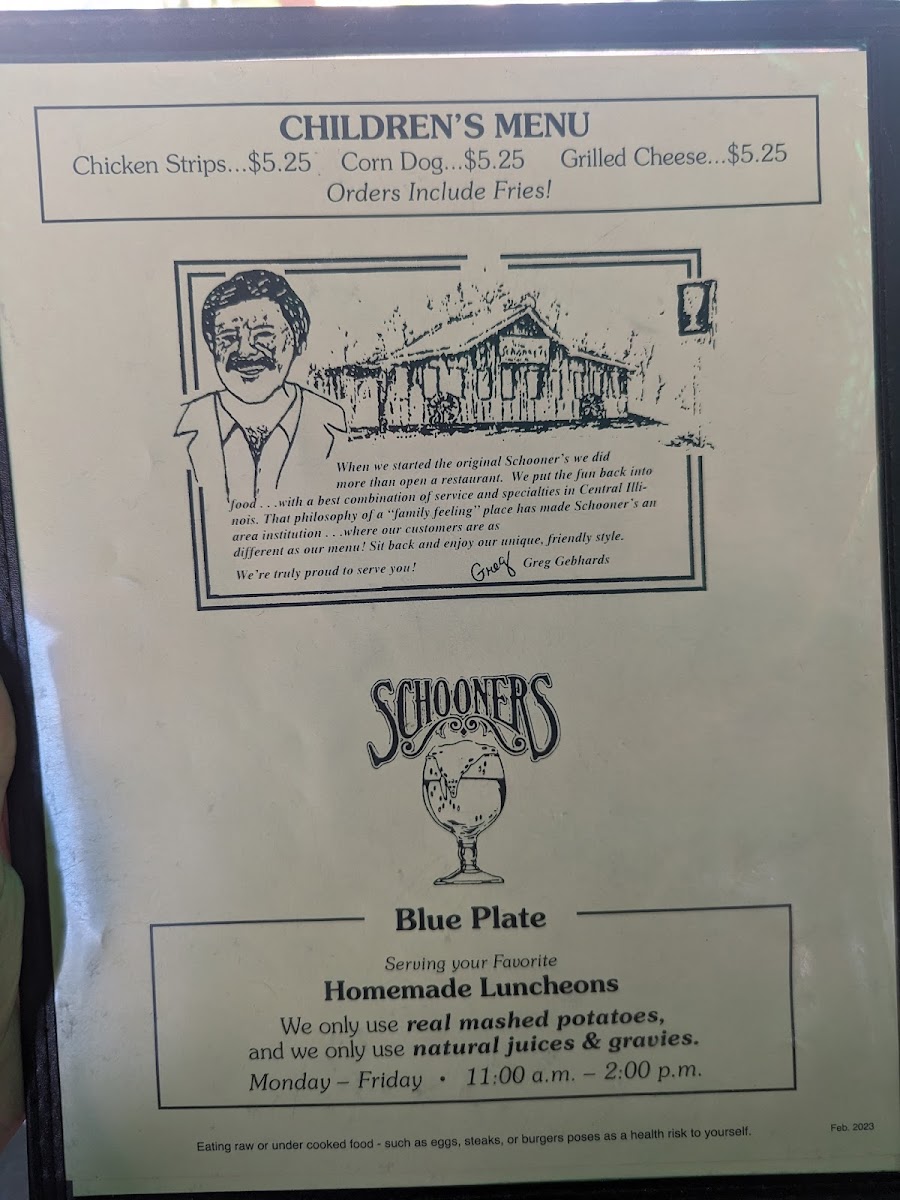 CHILDREN'S MENU
Chicken Strips...$5.25 Corn Dog...$5.25 Grilled Cheese...$5.25
Orders Include Fries!
Schooner's
When we started the original Schooner's we did
more than open a restaurant. We put the fun back into
food . . .with a best combination of service and specialties in Central Illi-
nois. That philosophy of a "family feeling" place has made Schooner's an
area institution . . .where our customers are as
different as our menu! Sit back and enjoy our unique, friendly style.
We're truly proud to serve you! Greg Greg Gebhards
SCHOONERS
Blue Plate
Serving your Favorite
Homemade Luncheons
We only use real mashed potatoes,
and we only use natural juices & gravies.
Monday – Friday • 11:00 a.m. – 2:00 p.m.
Eating raw or under cooked food - such as eggs, steaks, or burgers poses as a health risk to yourself.
Feb. 2023